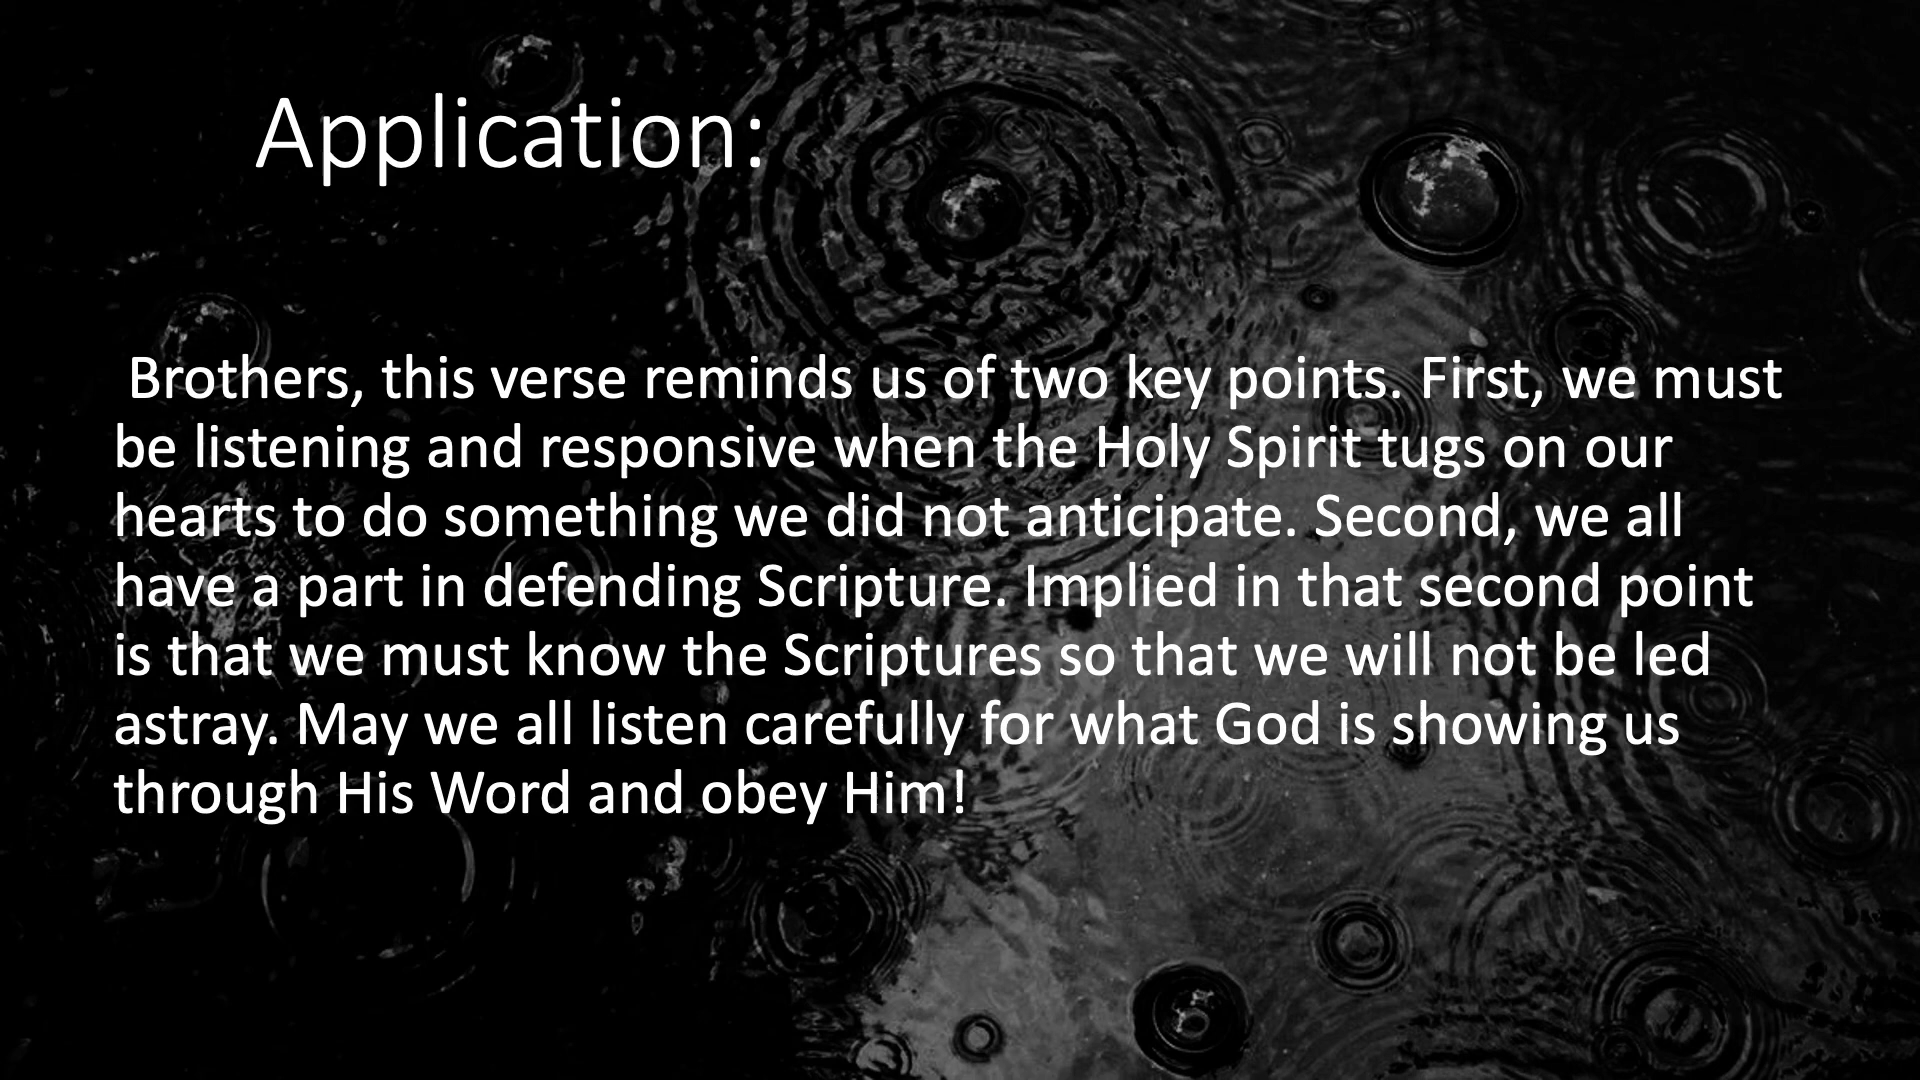 Application:
Brothers, this verse reminds us of two key points. First, we must
be listening and responsive when the Holy Spirit tugs on our
hearts to do something we did not anticipate. Second, we all
have a part in defending Scripture. Implied in that second point
is that we must know the Scriptures so that we will not be led
astray. May we all listen carefully for what God is showing us
through His Word and obey Him!